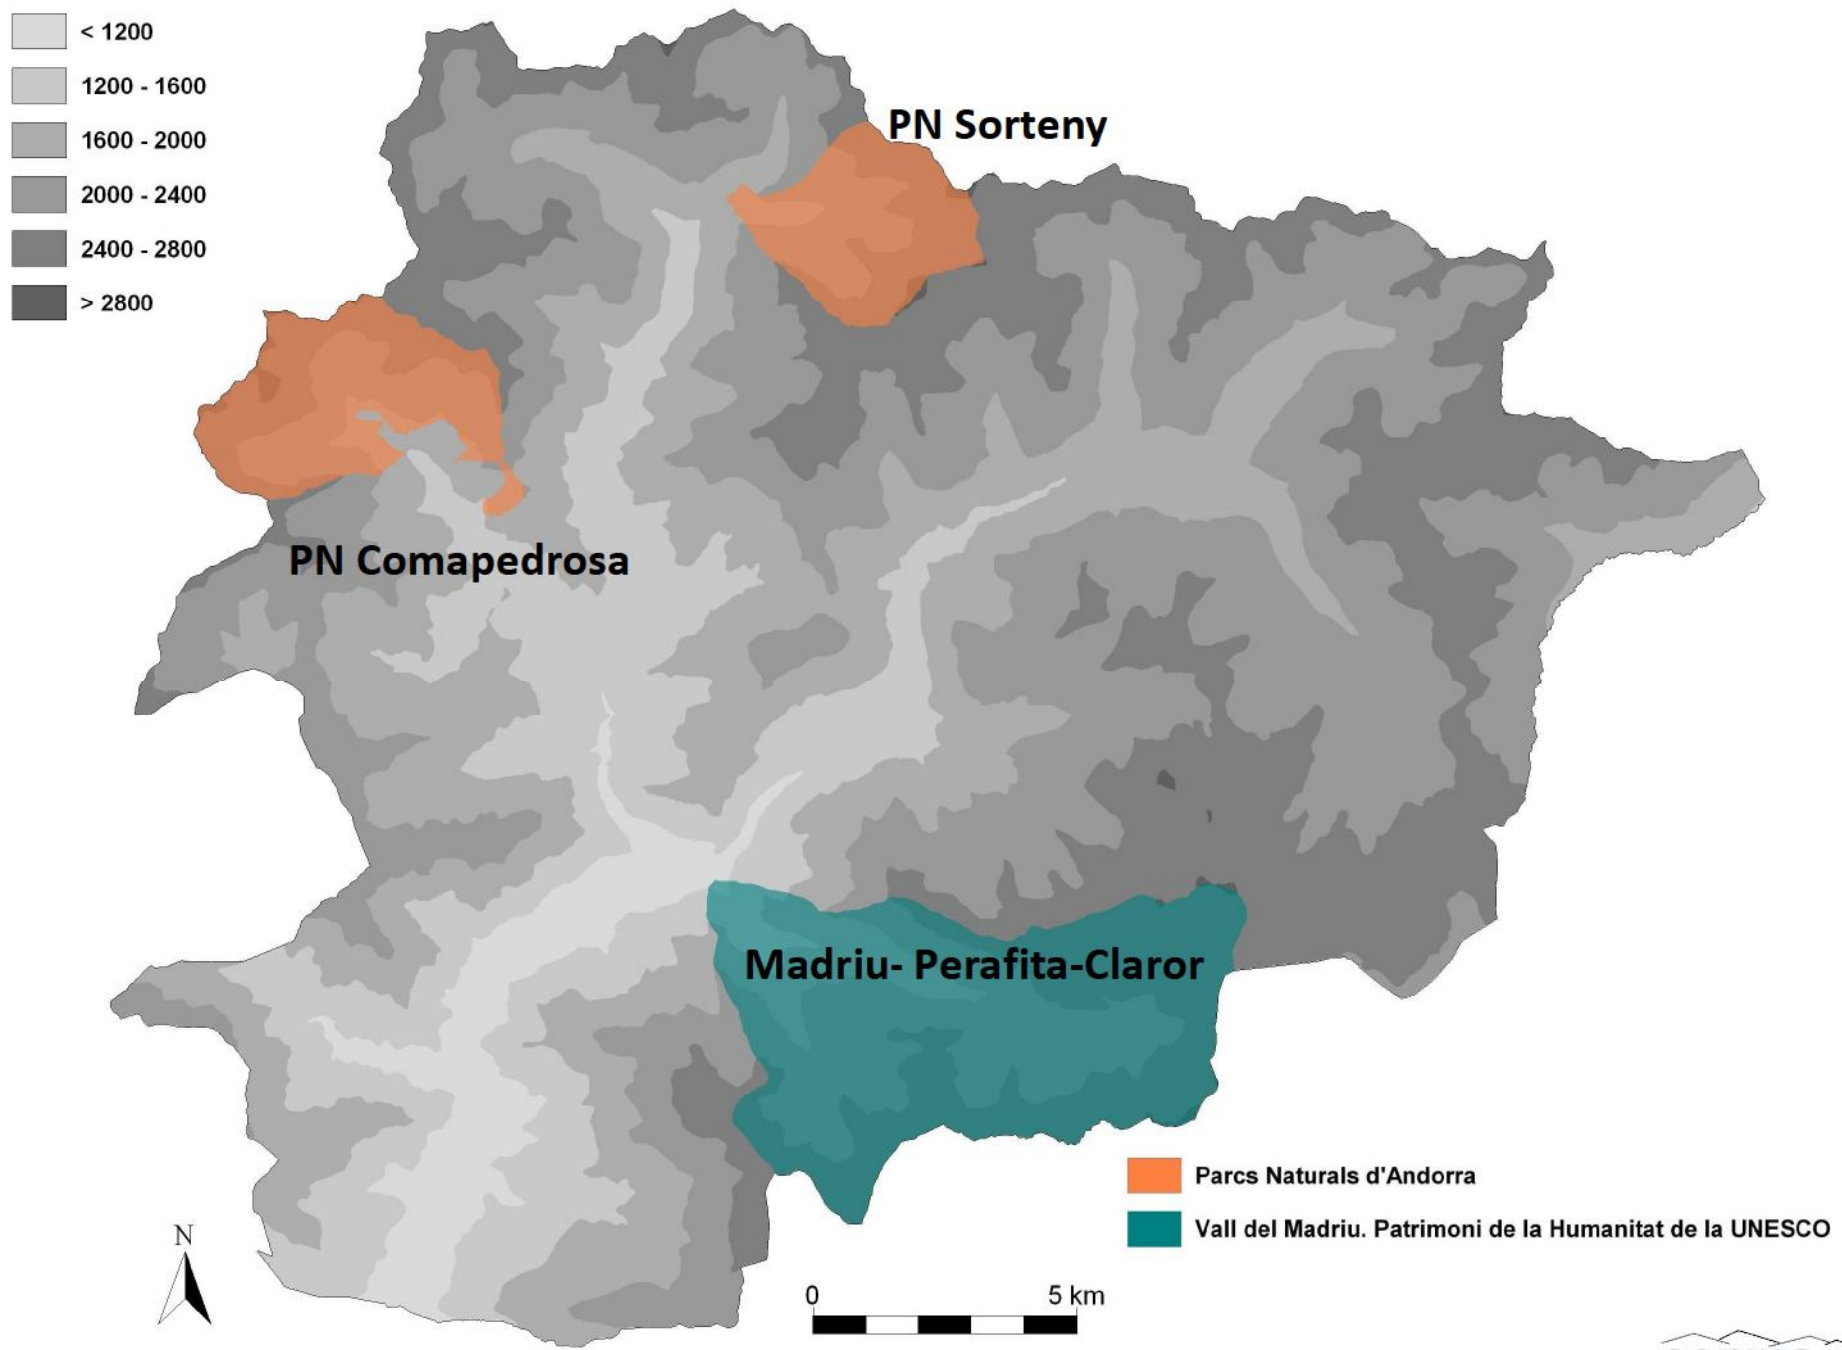 < 1200
1200 - 1600
1600 - 2000
2000 - 2400
2400 - 2800
> 2800
PN Sorteny
PN Comapedrosa
Madriu- Perafita-Claror
Parcs Naturals d'Andorra
Vall del Madriu. Patrimoni de la Humanitat de la UNESCO
N
0 5 km